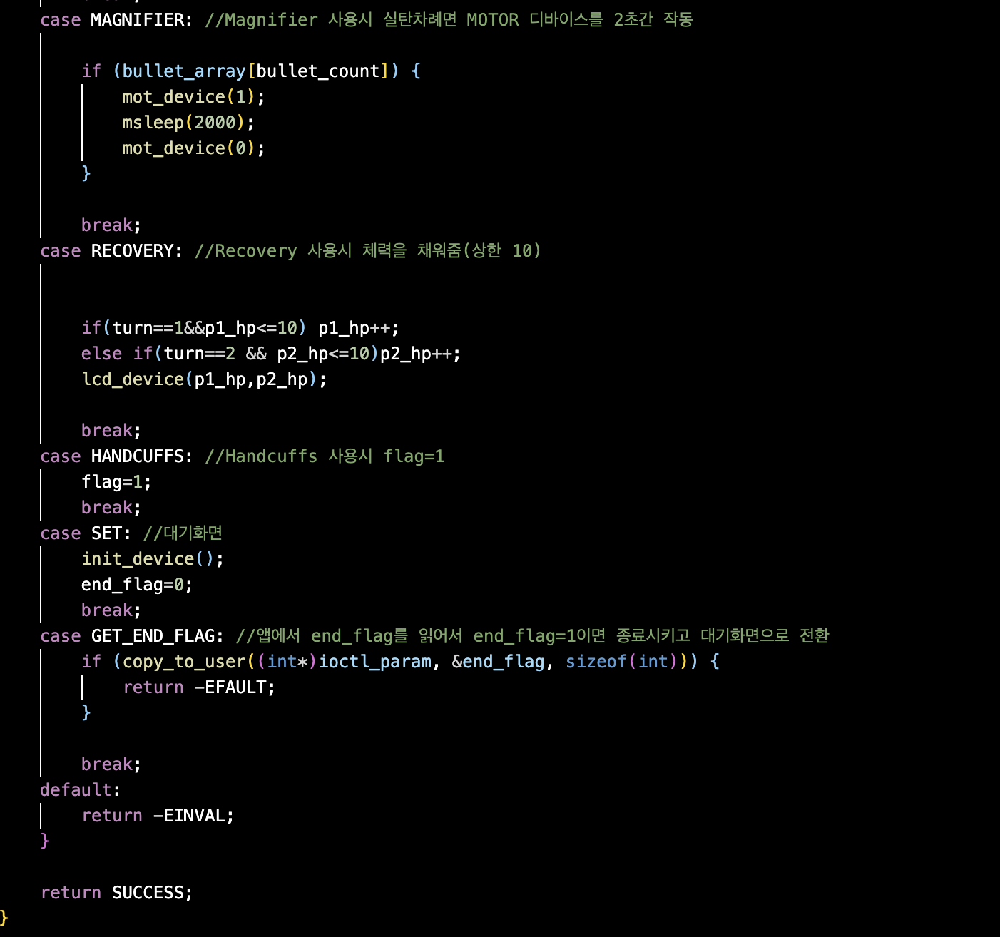 case MAGNIFIER: //Magnifier 사용시 실탄차례면 MOTOR 디바이스를 2초간 작동
if (bullet_array[bullet_count]) {
mot_device(1);
msleep(2000);
mot_device(0);
}
break;
case RECOVERY: //Recovery 사용시 체력을 채워줌(상한 10)
if(turn==1&&p1_hp<=10) p1_hp++;
else if(turn==2 && p2_hp<=10)p2_hp++;
lcd_device(p1_hp,p2_hp);
break;
case HANDCUFFS: //Handcuffs 사용시 flag=1
flag=1;
break;
case SET: //대기화면
init_device();
end_flag=0;
break;
case GET_END_FLAG: //앱에서 end_flag를 읽어서 end_flag=1이면 종료시키고 대기화면으로 전환
if (copy_to_user((int*)ioctl_param, &end_flag, sizeof(int))) {
return -EFAULT;
}
break;
default:
return -EINVAL;
}
return SUCCESS;
}